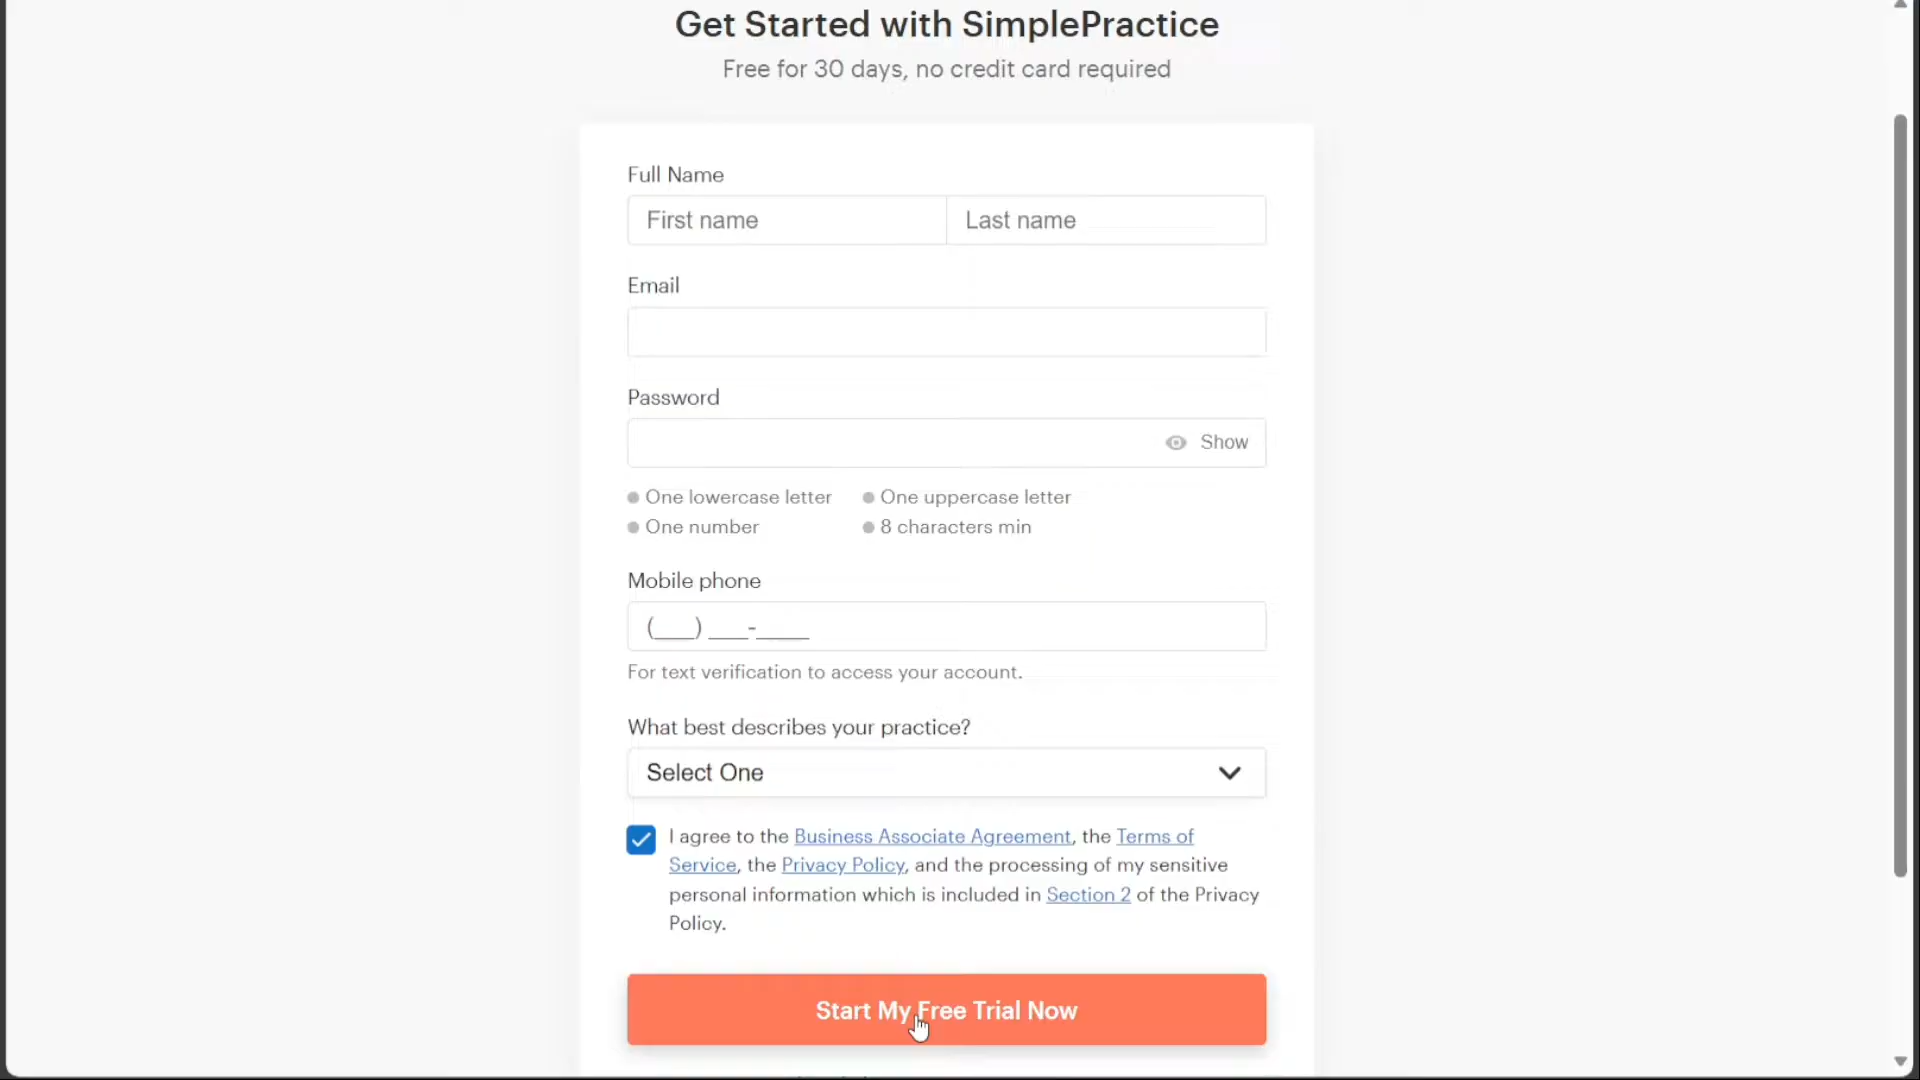 Get Started with SimplePractice
Free for 30 days, no credit card required
Full Name
First name
Last name
Email
Password
Show
One lowercase letter
One uppercase letter
One number
8 characters min
Mobile phone
(___) ___-____
For text verification to access your account.
What best describes your practice?
Select One
I agree to the Business Associate Agreement, the Terms of
Service, the Privacy Policy, and the processing of my sensitive
personal information which is included in Section 2 of the Privacy
Policy.
Start My Free Trial Now